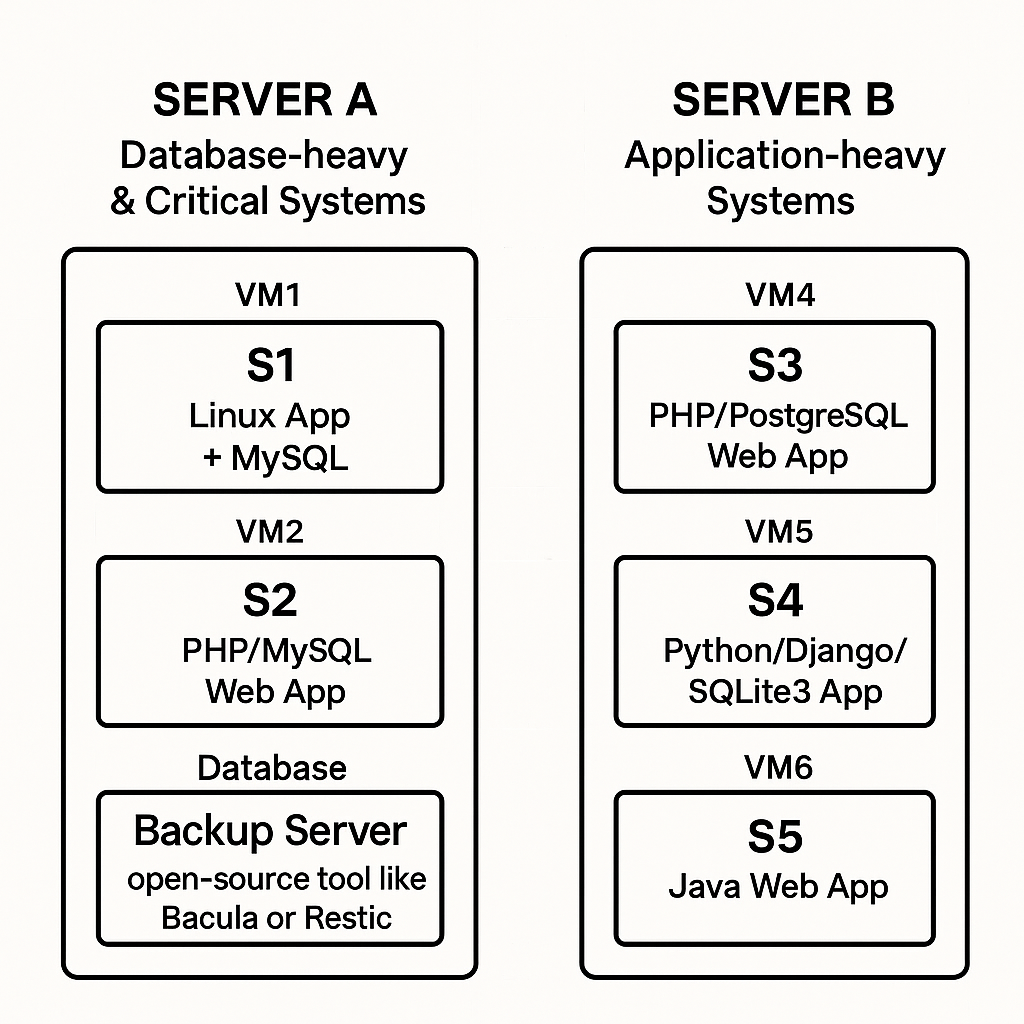 SERVER A
Database-heavy
& Critical Systems
VM1
S1
Linux App
+ MySQL
VM2
S2
PHP/MySQL
Web App
Database
Backup Server
open-source tool like
Bacula or Restic
SERVER B
Application-heavy
Systems
VM4
S3
PHP/PostgreSQL
Web App
VM5
S4
Python/Django/
SQLite3 App
VM6
S5
Java Web App